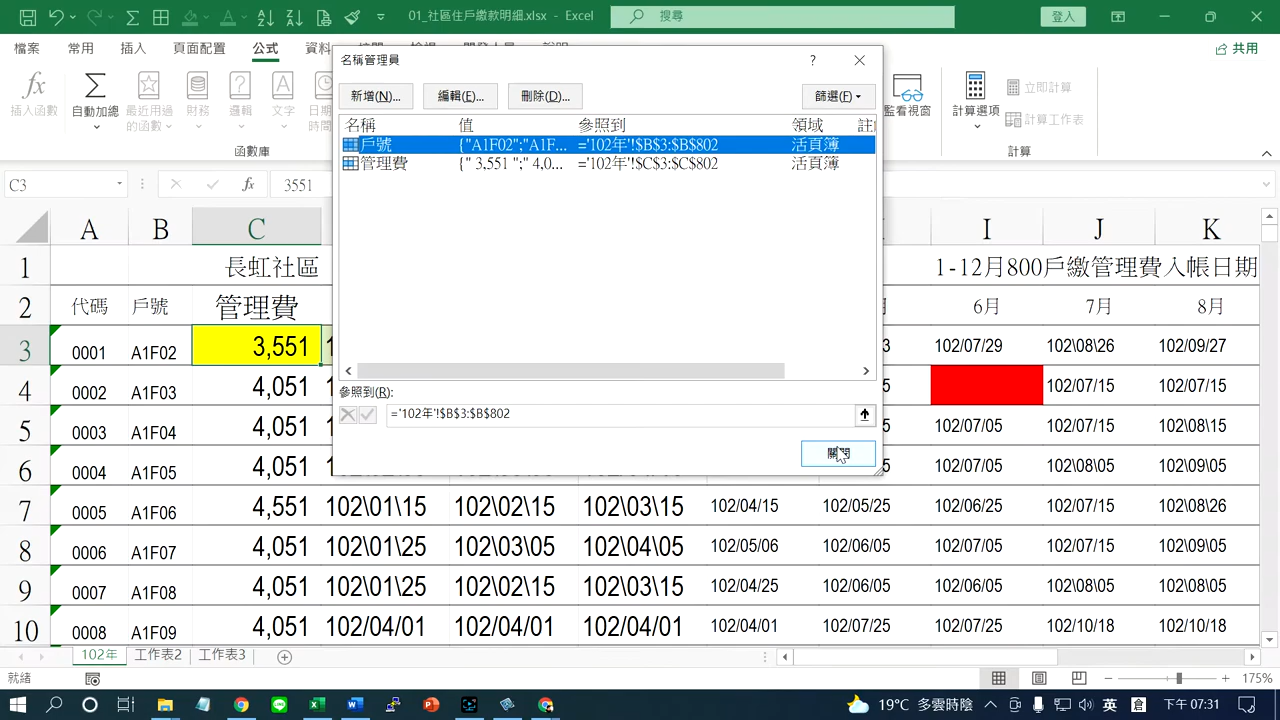 01_社區住戶繳款明細.xlsx - Excel
搜尋
登入
檔案 常用 插入 頁面配置 公式 資料
共用
插入函數 自動加總 最近用過的函數 財務 邏輯 文字 日期時間
監看視窗 計算選項 立即計算 計算工作表
函數庫
計算
名稱管理員
?
新增(N)... 編輯(E)... 刪除(D)... 篩選(F)
名稱 值 參照到 領域
戶號 {"A1F02";"A1F... ='102年'!$B$3:$B$802 活頁簿
管理費 {" 3,551 ";" 4,0... ='102年'!$C$3:$C$802 活頁簿
參照到(R):
='102年'!$B$3:$B$802
C3 fx 3551
A B C I J K
1 長虹社區 1-12月800戶繳管理費入帳日期
2 代碼 戶號 管理費 6月 7月 8月
3 0001 A1F02 3,551 102/07/29 102\08\26 102/09/27
4 0002 A1F03 4,051 102/07/15 102/07/15
5 0003 A1F04 4,051 102/07/05 102/07/15 102\08\15
6 0004 A1F05 4,051 102/07/05 102\08\05 102/09/05
7 0005 A1F06 4,551 102\01\15 102\02\15 102\03\15 102/04/15 102/05/25 102/06/25 102/07/15 102\08\26
8 0006 A1F07 4,051 102\01\25 102\03\05 102\04\05 102/05/06 102/06/05 102/07/05 102/07/15 102/09/05
9 0007 A1F08 4,051 102\01\25 102\02\15 102\03\15 102/04/25 102/06/05 102/07/05 102\08\05 102\08\05
10 0008 A1F09 4,051 102/04/01 102/04/01 102/04/01 102/04/01 102/07/25 102/07/25 102/10/18 102/10/18
102年 工作表2 工作表3
就緒
175%
19°C 多雲時陰
英
倉
下午 07:31